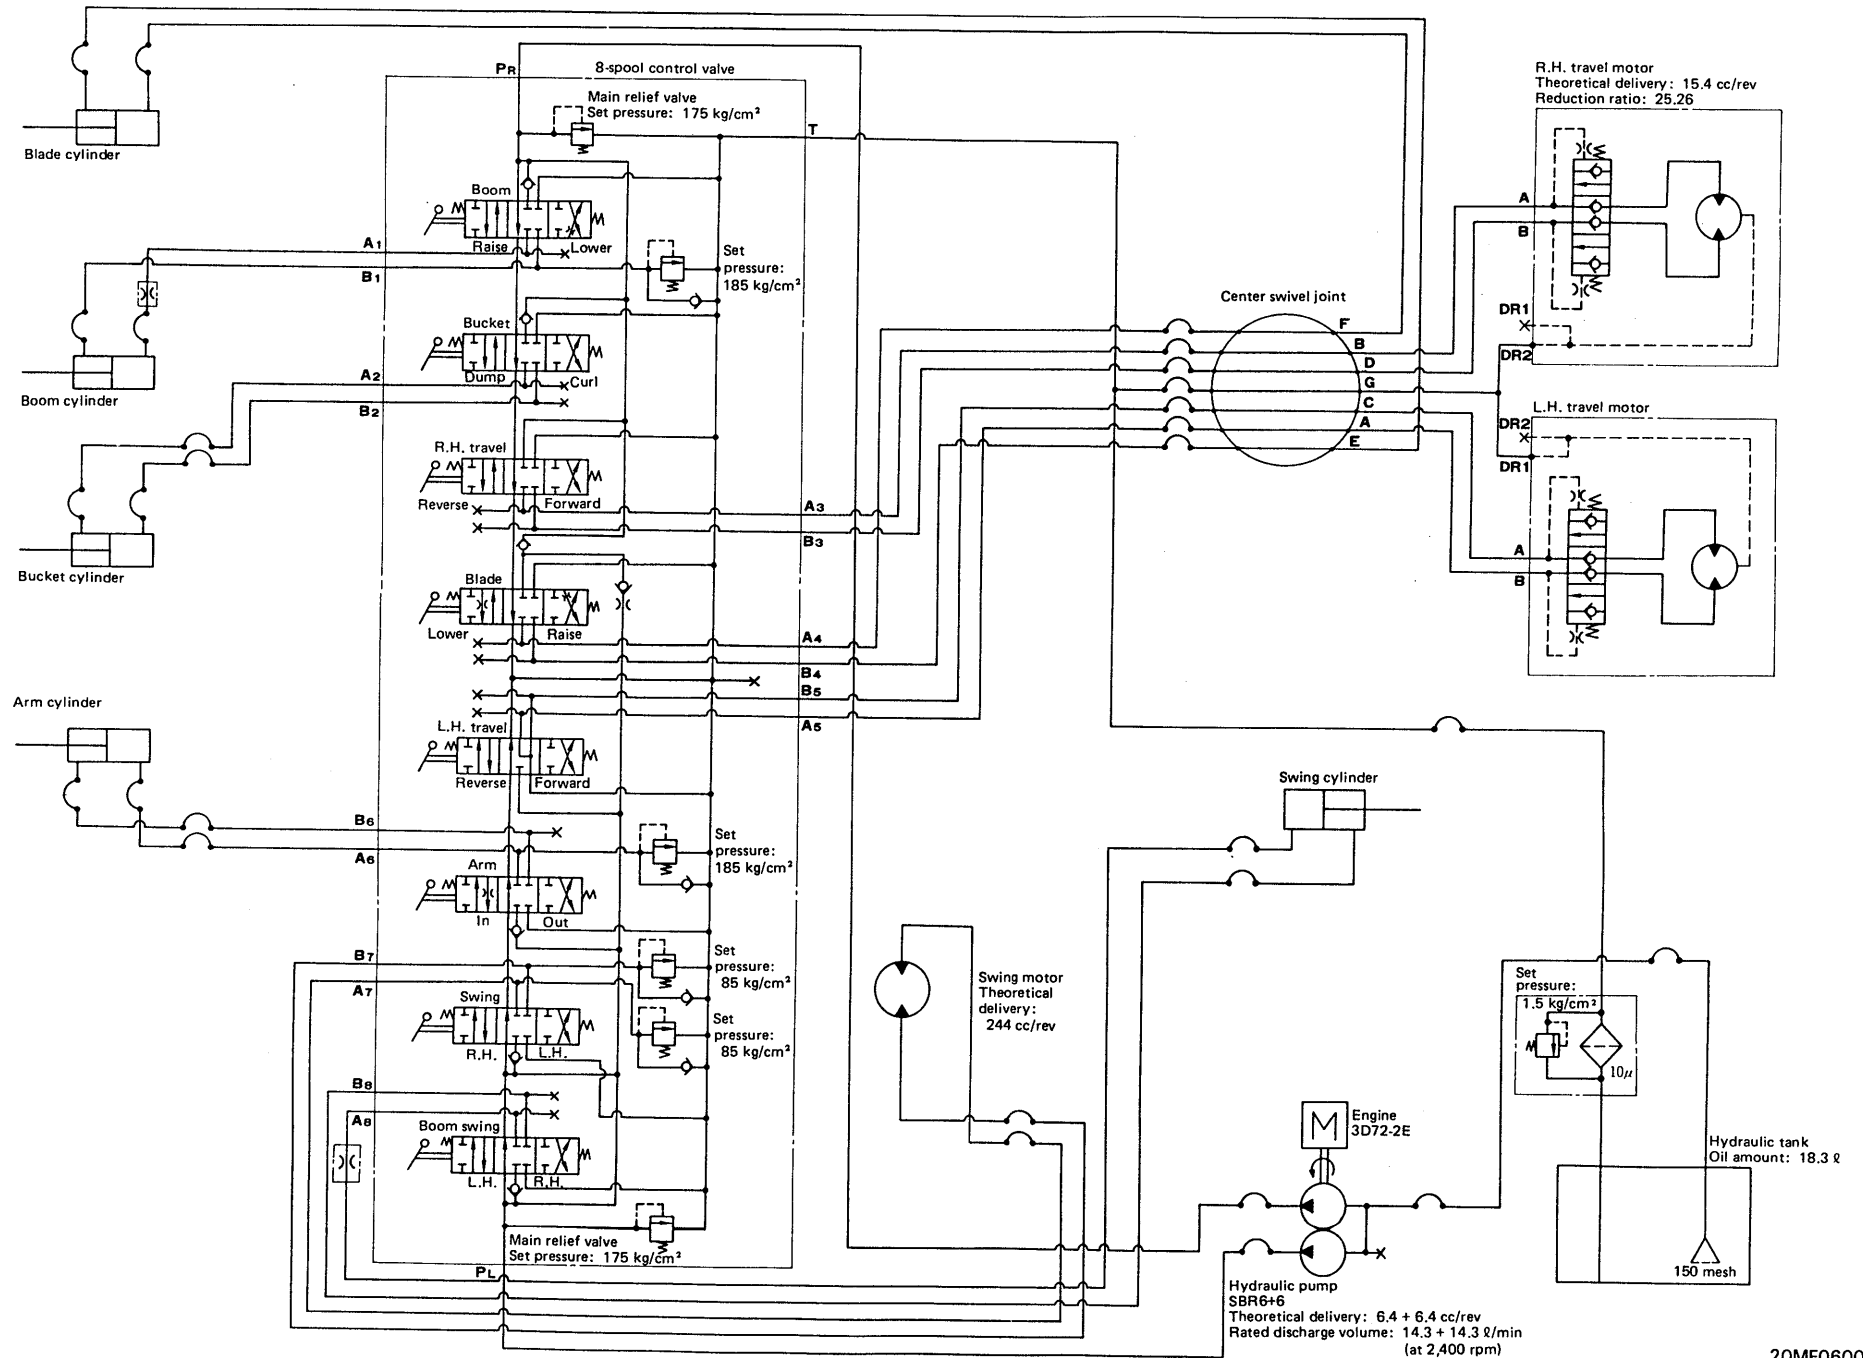 PR
8-spool control valve
Main relief valve
Set pressure: 175 kg/cm²
T
Blade cylinder
Boom
Raise
Lower
A1
B1
Set
pressure:
185 kg/cm²
Boom cylinder
Bucket
Dump
Curl
A2
B2
Bucket cylinder
R.H. travel
Reverse
Forward
A3
B3
Blade
Lower
Raise
A4
B4
B5
A5
L.H. travel
Reverse
Forward
Arm cylinder
B6
A6
Arm
In
Out
Set
pressure:
185 kg/cm²
B7
A7
Swing
R.H.
L.H.
Set
pressure:
85 kg/cm²
Set
pressure:
85 kg/cm²
B8
A8
Boom swing
L.H.
R.H.
Main relief valve
Set pressure: 175 kg/cm²
PL
Center swivel joint
F
B
D
G
C
A
E
R.H. travel motor
Theoretical delivery: 15.4 cc/rev
Reduction ratio: 25.26
A
B
DR1
DR2
L.H. travel motor
DR2
DR1
A
B
Swing cylinder
Swing motor
Theoretical
delivery:
244 cc/rev
Set
pressure:
1.5 kg/cm²
10μ
M
Engine
3D72-2E
Hydraulic tank
Oil amount: 18.3 ℓ
150 mesh
Hydraulic pump
SBR6+6
Theoretical delivery: 6.4 + 6.4 cc/rev
Rated discharge volume: 14.3 + 14.3 ℓ/min
(at 2,400 rpm)
20MF0600